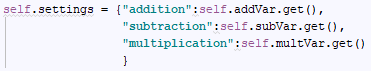 self.settings = {"addition":self.addVar.get(),
"subtraction":self.subVar.get(),
"multiplication":self.multVar.get()
}